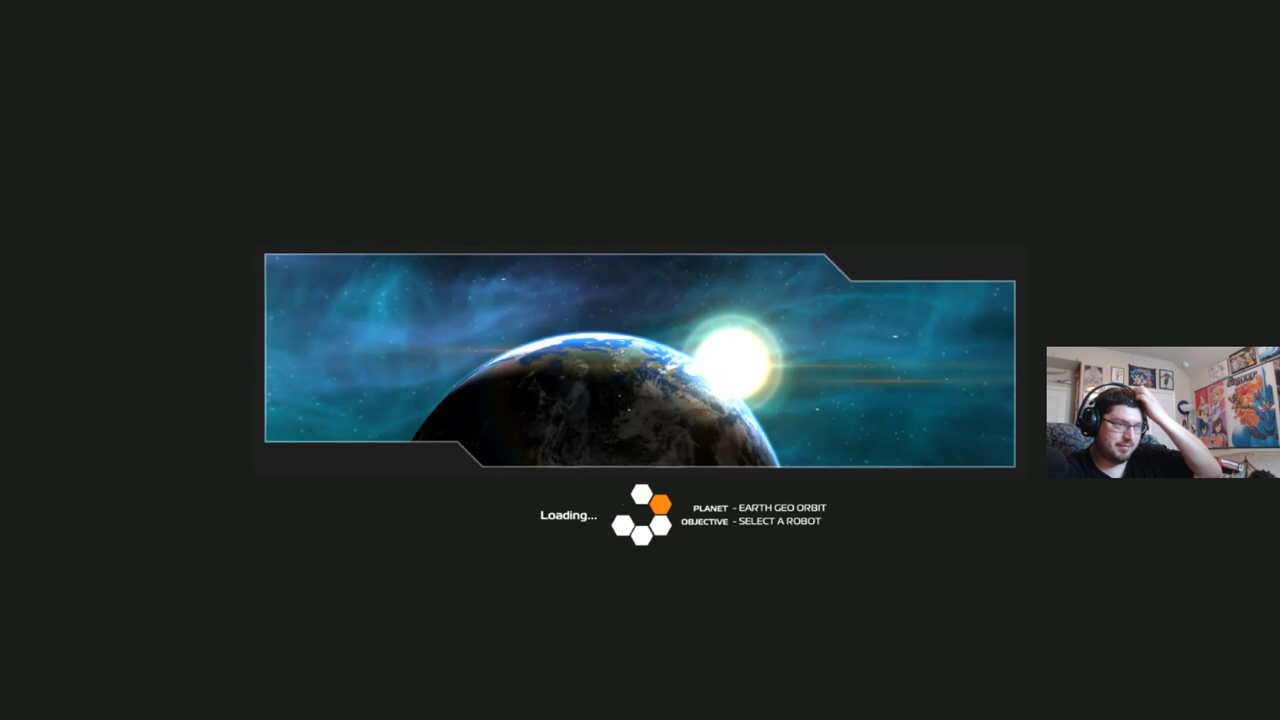 Loading...
PLANET - EARTH GEO ORBIT
OBJECTIVE - SELECT A ROBOT